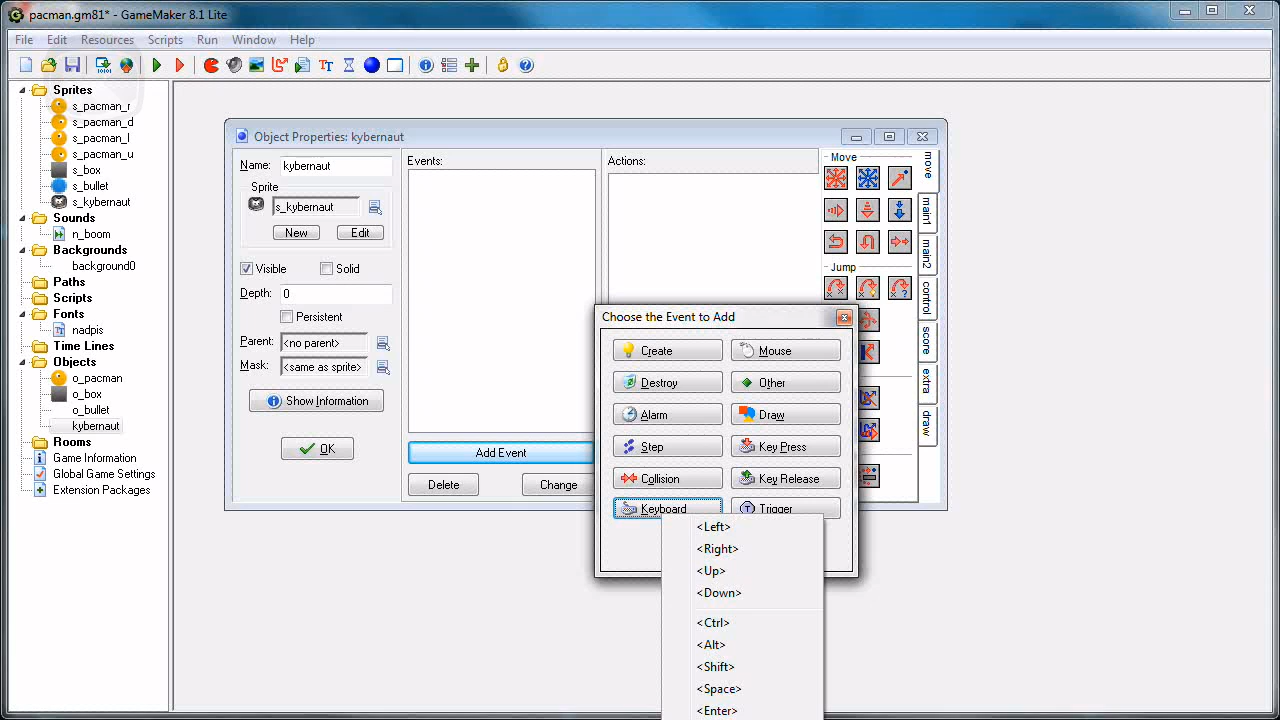 pacman.gm81* - GameMaker 8.1 Lite
File Edit Resources Scripts Run Window Help
Sprites
s_pacman_r
s_pacman_d
s_pacman_l
s_pacman_u
s_box
s_bullet
s_kybernaut
Sounds
n_boom
Backgrounds
background0
Paths
Scripts
Fonts
nadpis
Time Lines
Objects
o_pacman
o_box
o_bullet
kybernaut
Rooms
Game Information
Global Game Settings
Extension Packages
Object Properties: kybernaut
Name: kybernaut
Sprite
s_kybernaut
New Edit
Visible Solid
Depth: 0
Persistent
Parent: <no parent>
Mask: <same as sprite>
Show Information
OK
Events:
Add Event
Delete Change
Actions:
Move
Jump
move
main1
main2
control
score
extra
draw
Choose the Event to Add
Create Mouse
Destroy Other
Alarm Draw
Step Key Press
Collision Key Release
Keyboard Trigger
<Left>
<Right>
<Up>
<Down>
<Ctrl>
<Alt>
<Shift>
<Space>
<Enter>